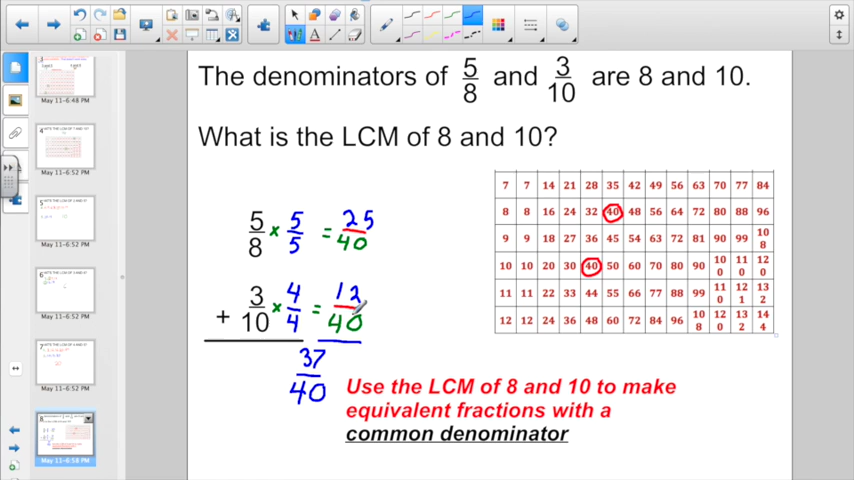 The denominators of 5/8 and 3/10 are 8 and 10.
What is the LCM of 8 and 10?
5/8 × 5/5 = 25/40
+ 3/10 × 4/4 = 12/40
37/40
7 7 14 21 28 35 42 49 56 63 70 77 84
8 8 16 24 32 40 48 56 64 72 80 88 96
9 9 18 27 36 45 54 63 72 81 90 99 108
10 10 20 30 40 50 60 70 80 90 100 110 120
11 11 22 33 44 55 66 77 88 99 110 121 132
12 12 24 36 48 60 72 84 96 108 120 132 144
Use the LCM of 8 and 10 to make
equivalent fractions with a
common denominator
May 11-6:48 PM
4
May 11-6:52 PM
5
May 11-6:52 PM
6
May 11-6:52 PM
7
May 11-6:52 PM
8
May 11-6:58 PM